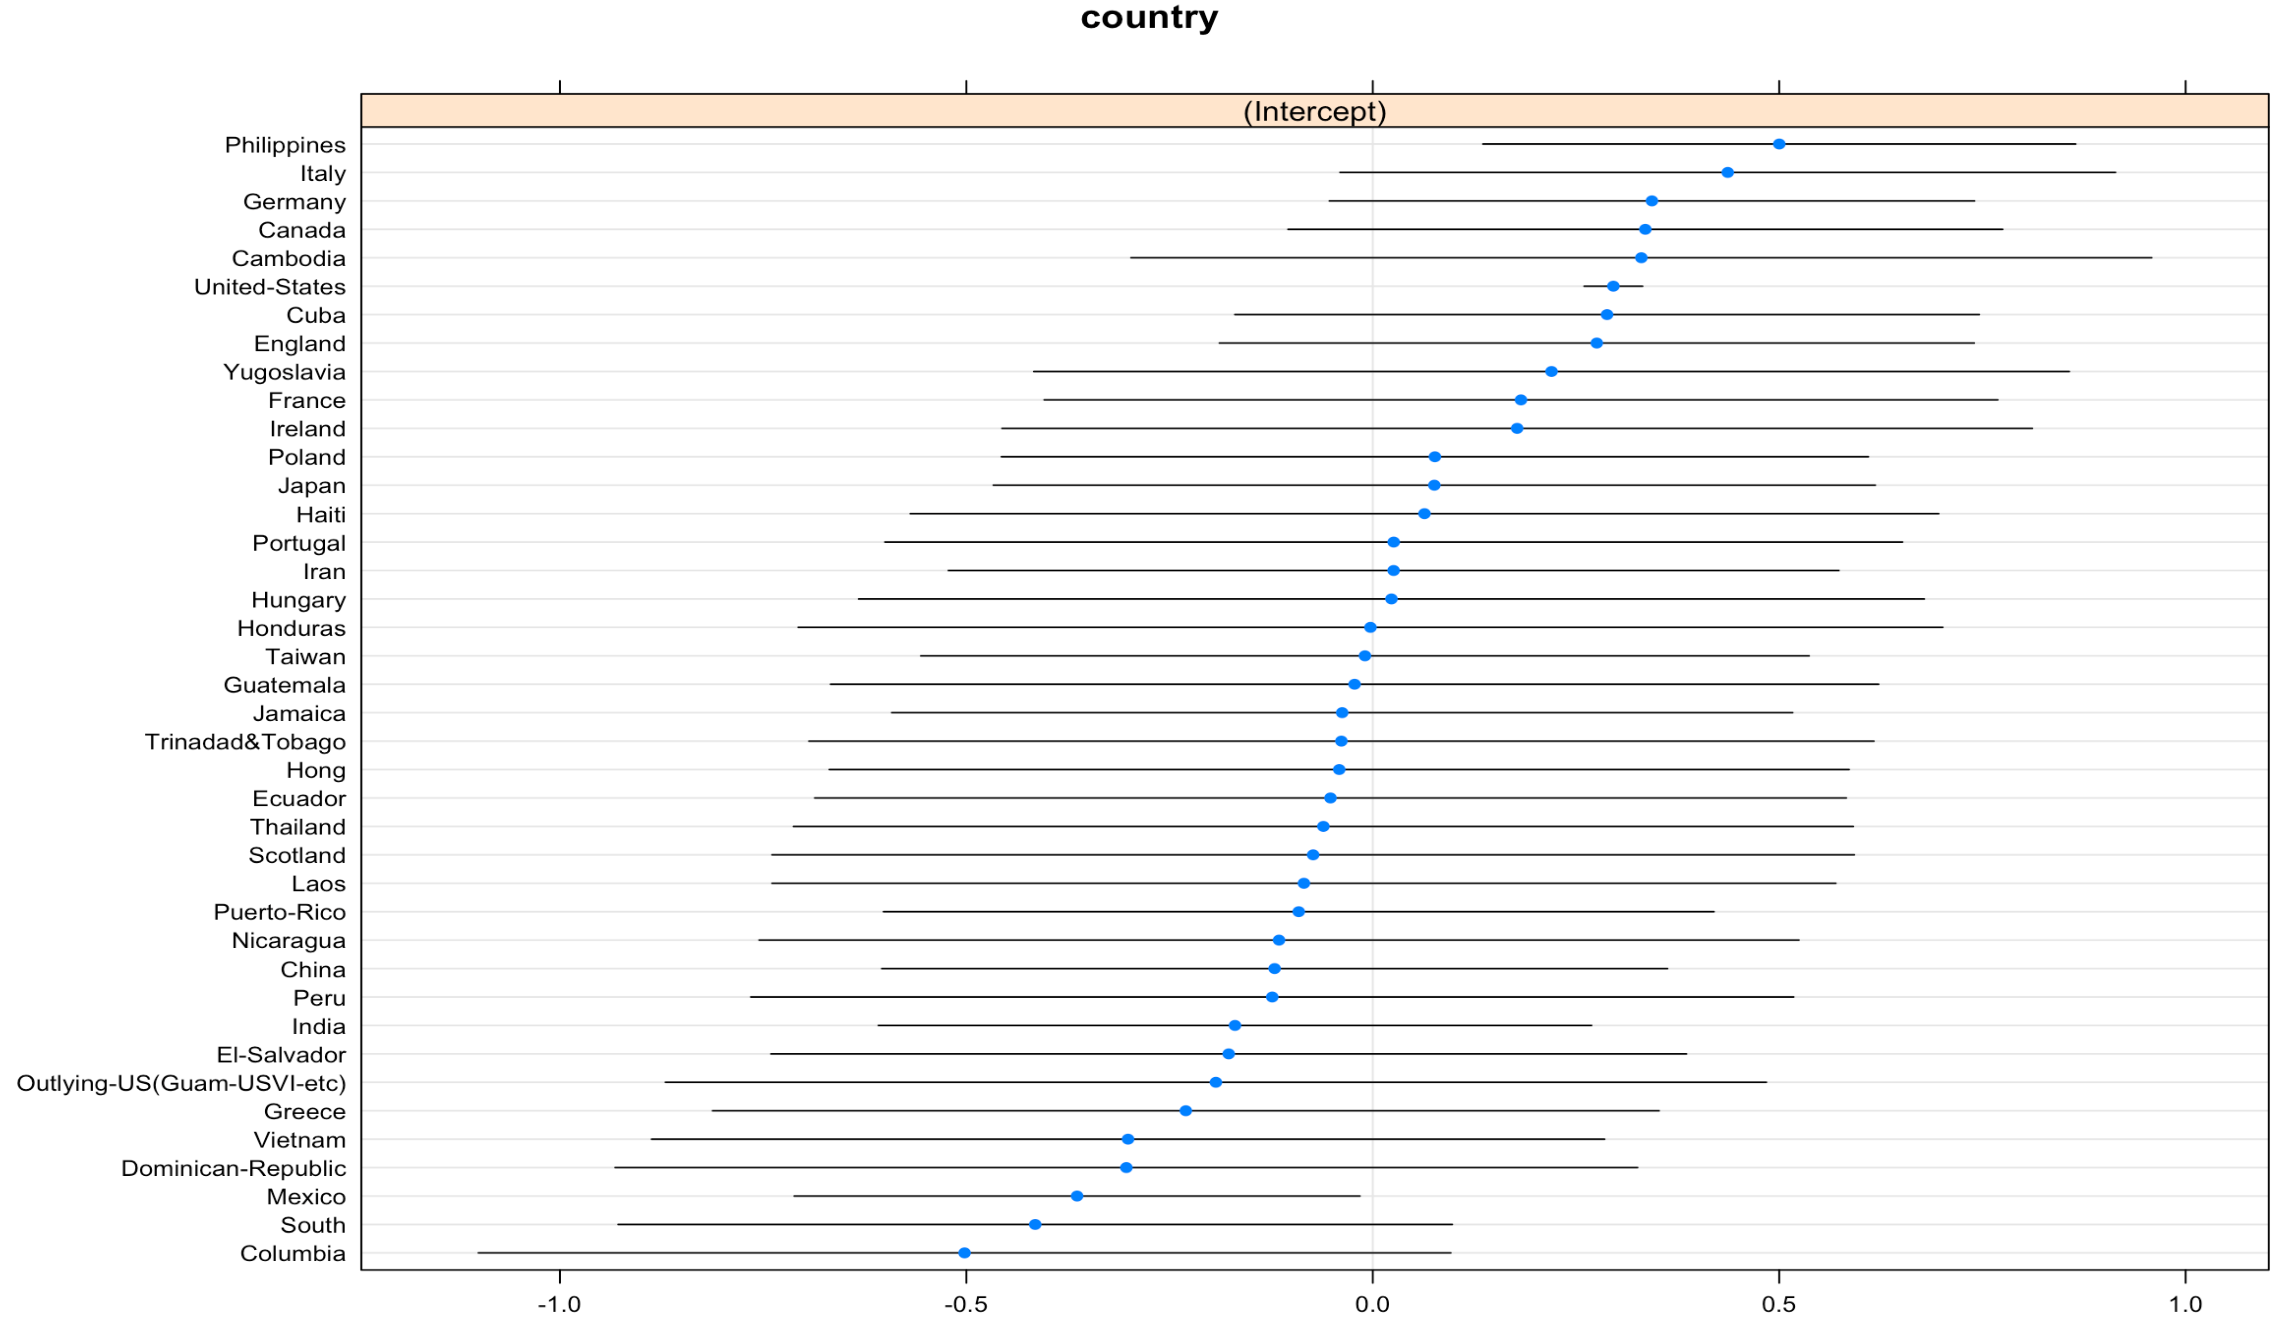 country
(Intercept)
Philippines
Italy
Germany
Canada
Cambodia
United-States
Cuba
England
Yugoslavia
France
Ireland
Poland
Japan
Haiti
Portugal
Iran
Hungary
Honduras
Taiwan
Guatemala
Jamaica
Trinadad&Tobago
Hong
Ecuador
Thailand
Scotland
Laos
Puerto-Rico
Nicaragua
China
Peru
India
El-Salvador
Outlying-US(Guam-USVI-etc)
Greece
Vietnam
Dominican-Republic
Mexico
South
Columbia
-1.0 -0.5 0.0 0.5 1.0